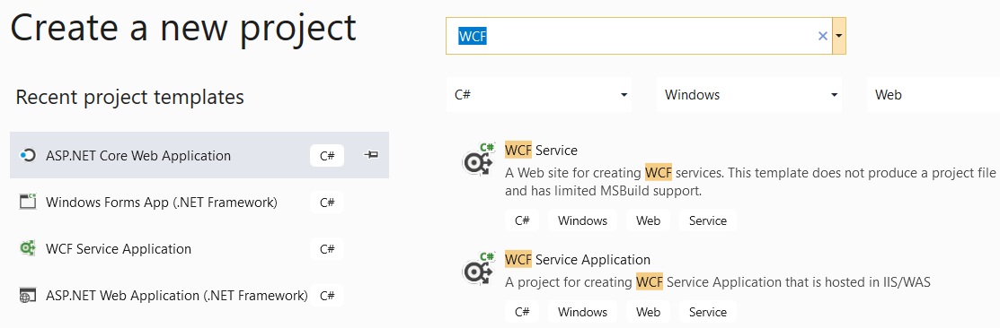 Create a new project
WCF
Recent project templates
C#
Windows
Web
ASP.NET Core Web Application C#
Windows Forms App (.NET Framework) C#
WCF Service Application C#
ASP.NET Web Application (.NET Framework) C#
WCF Service
A Web site for creating WCF services. This template does not produce a project file
and has limited MSBuild support.
C# Windows Web Service
WCF Service Application
A project for creating WCF Service Application that is hosted in IIS/WAS
C# Windows Web Service